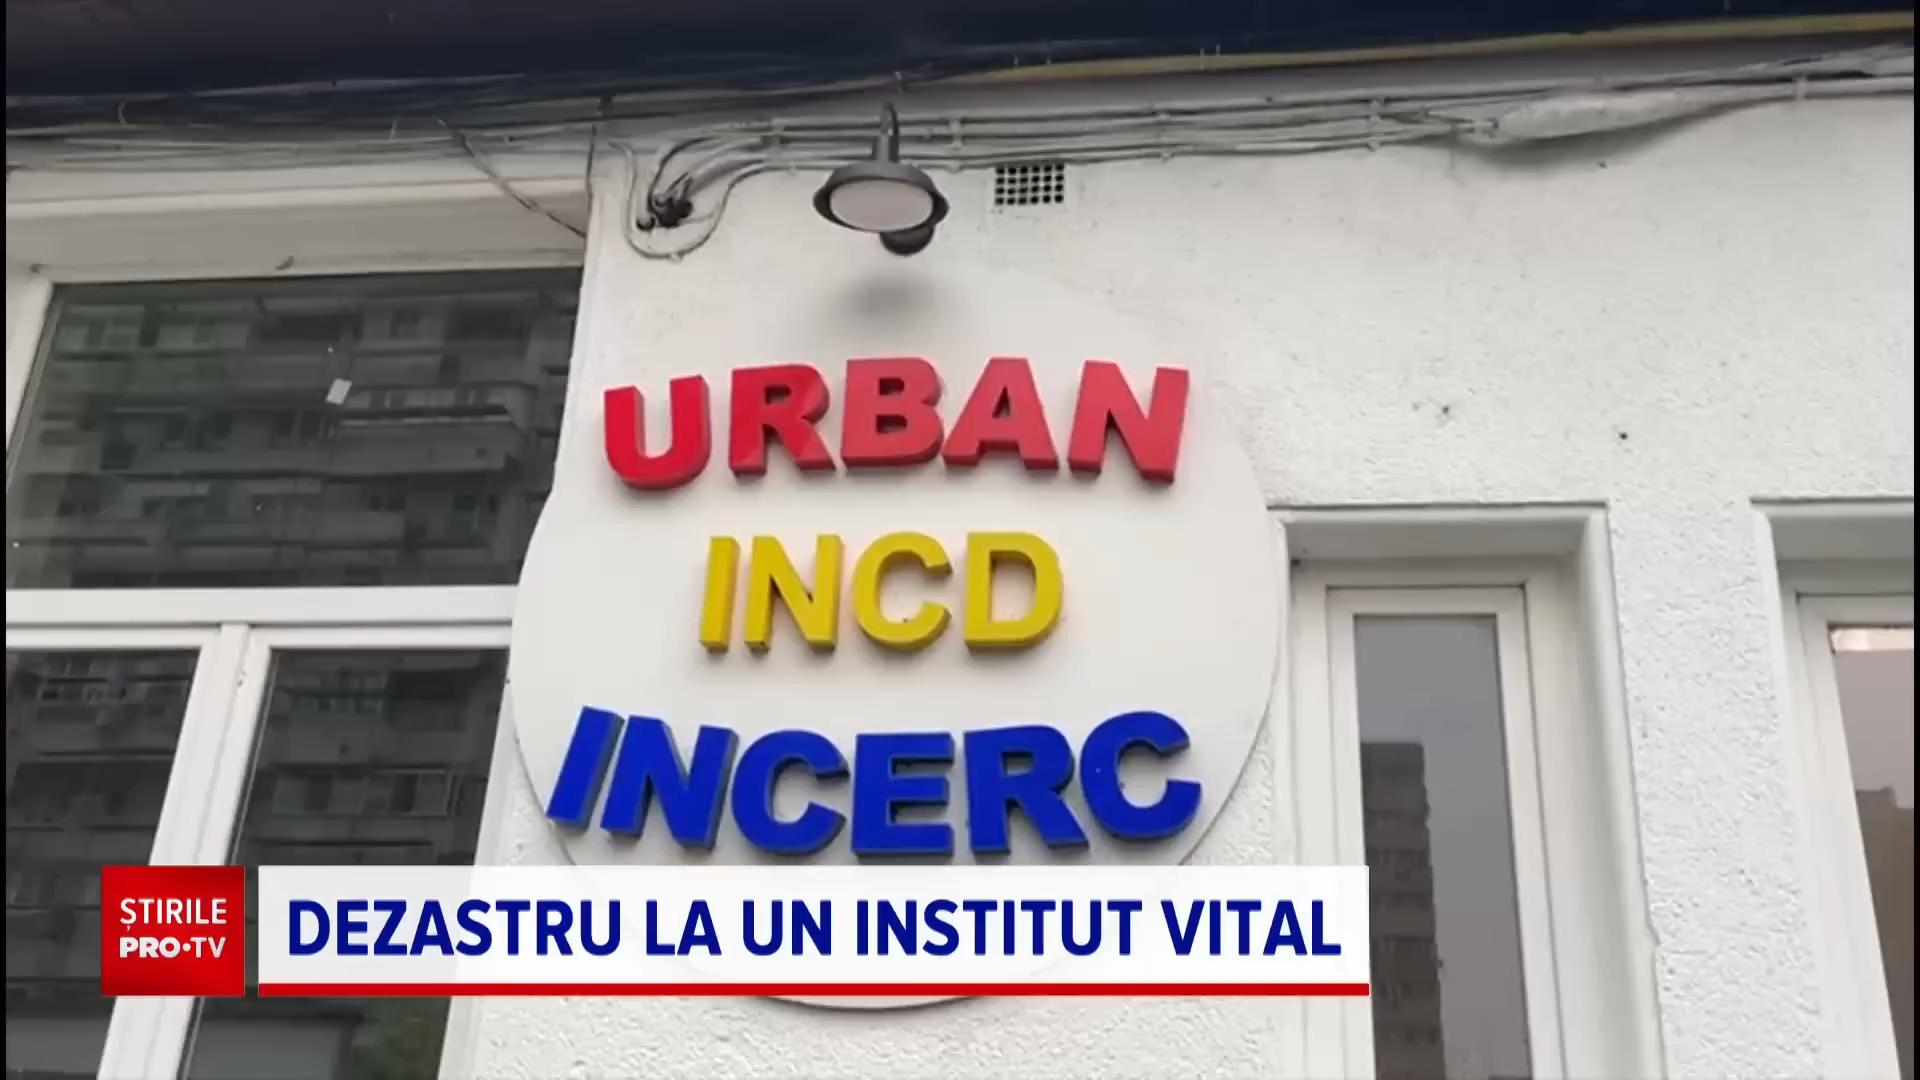 URBAN
INCD
INCERC
ȘTIRILE
PRO•TV
DEZASTRU LA UN INSTITUT VITAL